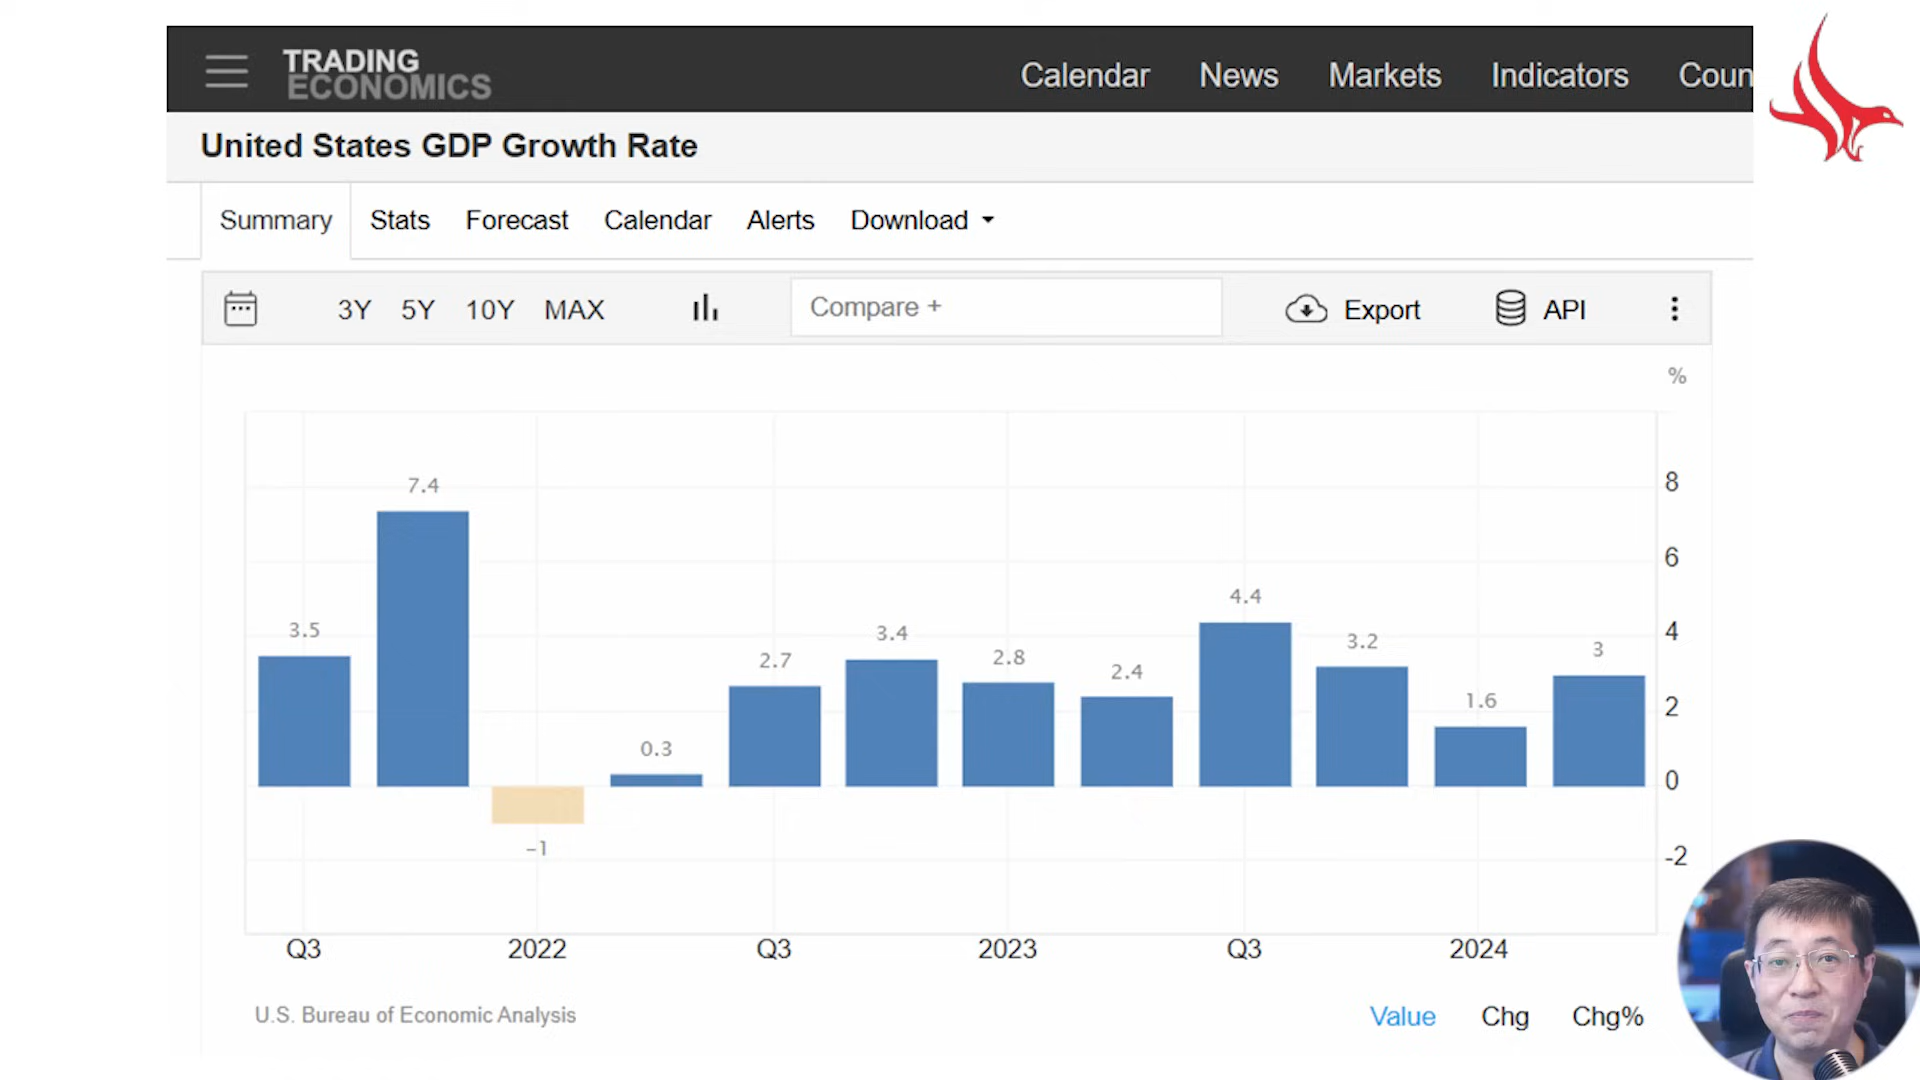 TRADING
ECONOMICS
Calendar News Markets Indicators Coun
United States GDP Growth Rate
Summary Stats Forecast Calendar Alerts Download
3Y 5Y 10Y MAX Compare + Export API
%
8
6
4
2
0
-2
3.5
7.4
-1
0.3
2.7
3.4
2.8
2.4
4.4
3.2
1.6
3
Q3 2022 Q3 2023 Q3 2024
U.S. Bureau of Economic Analysis
Value Chg Chg%